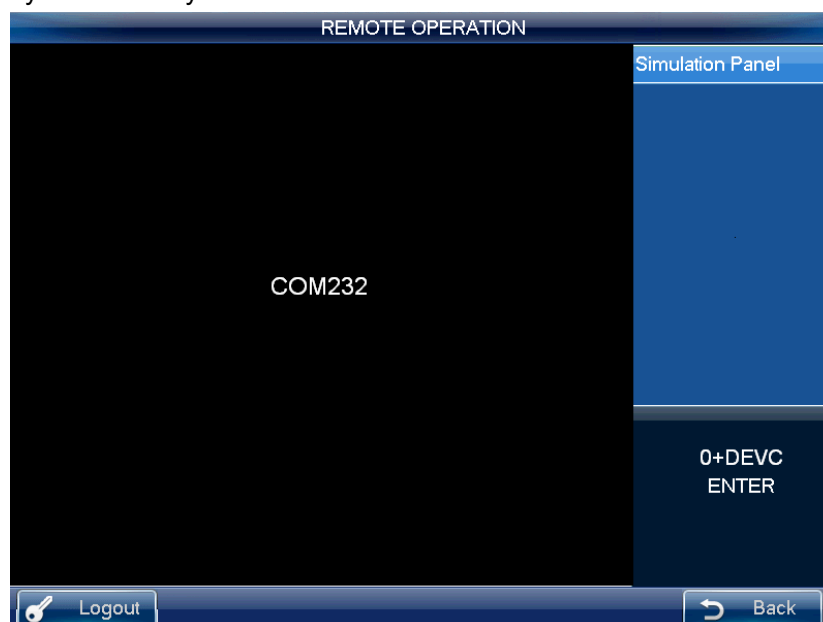 REMOTE OPERATION
Simulation Panel
COM232
0+DEVC
ENTER
Logout
Back